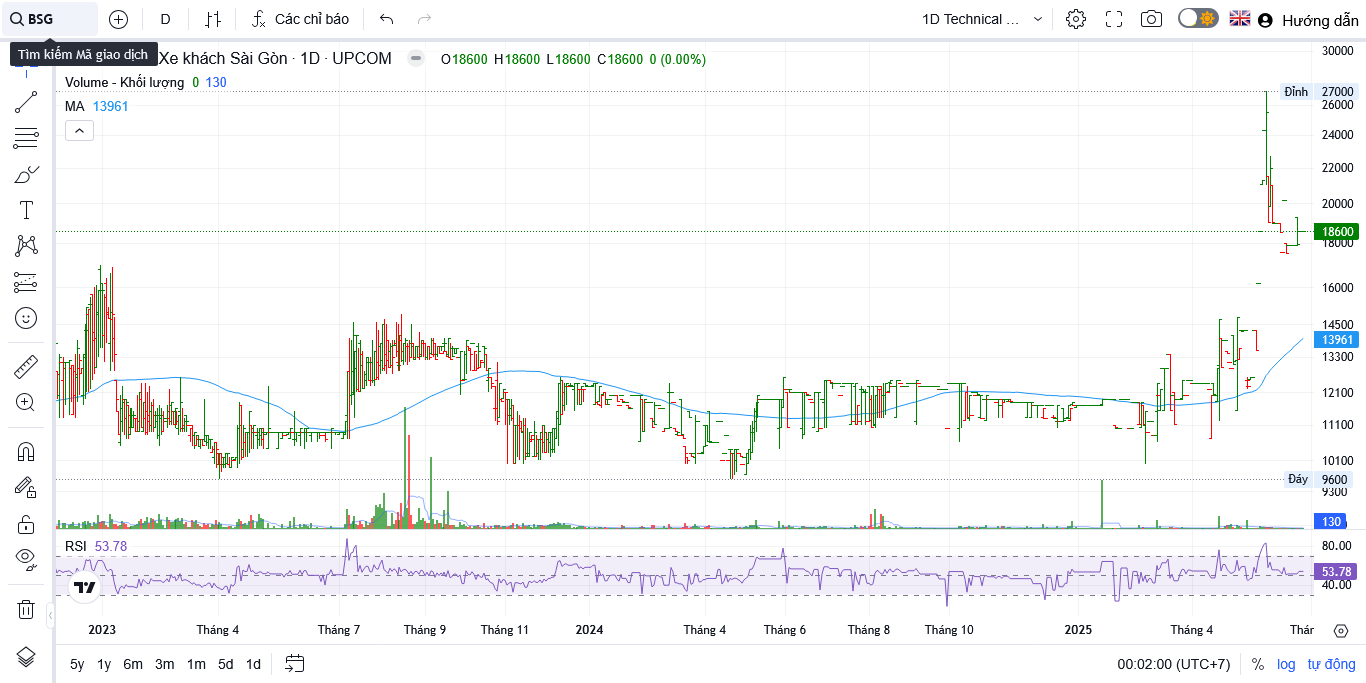 BSG
D
Các chỉ báo
1D Technical ...
Hướng dẫn
Tìm kiếm Mã giao dịch
Xe khách Sài Gòn · 1D · UPCOM
O18600 H18600 L18600 C18600 0 (0.00%)
Volume - Khối lượng 0 130
MA 13961
30000
Đỉnh 27000
26000
24000
22000
20000
18600
18000
16000
14500
13961
13300
12100
11100
10100
Đáy 9600
9300
130
RSI 53.78
80.00
53.78
40.00
2023 Tháng 4 Tháng 7 Tháng 9 Tháng 11 2024 Tháng 4 Tháng 6 Tháng 8 Tháng 10 2025 Tháng 4 Thár
5y 1y 6m 3m 1m 5d 1d
00:02:00 (UTC+7) % log tự động